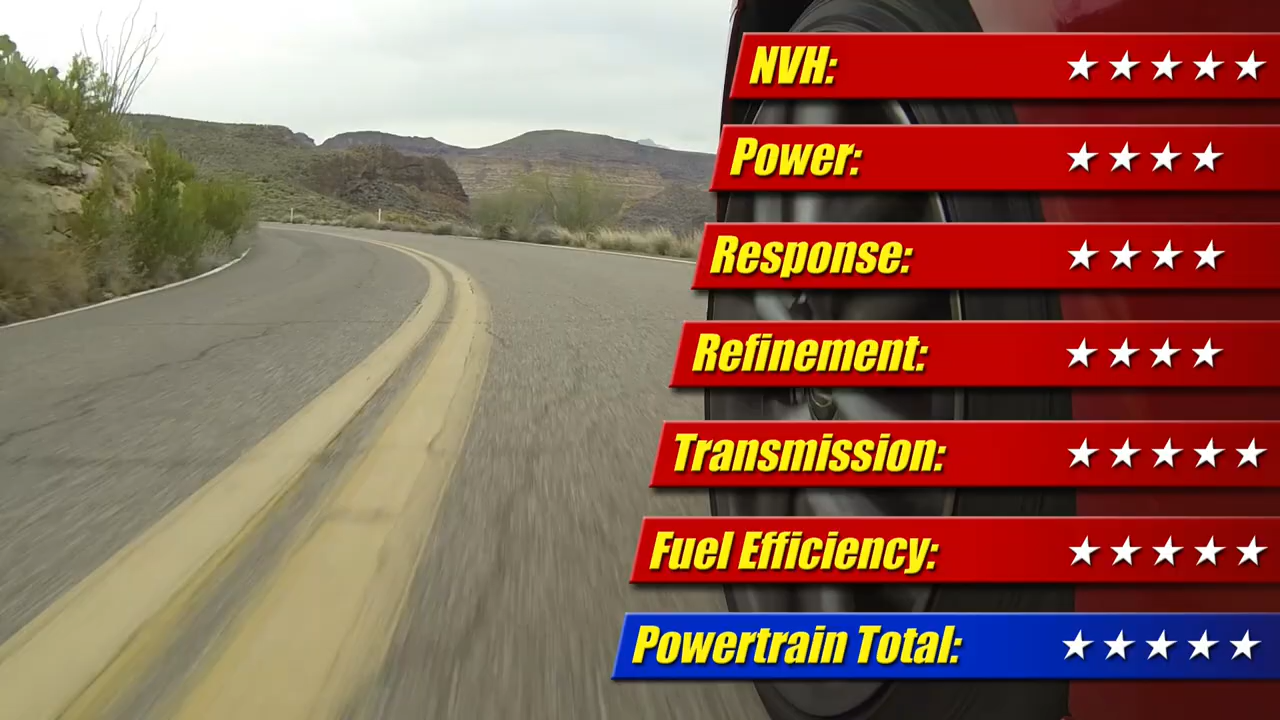 NVH: ★★★★★
Power: ★★★★
Response: ★★★★
Refinement: ★★★★
Transmission: ★★★★★
Fuel Efficiency: ★★★★★
Powertrain Total: ★★★★★